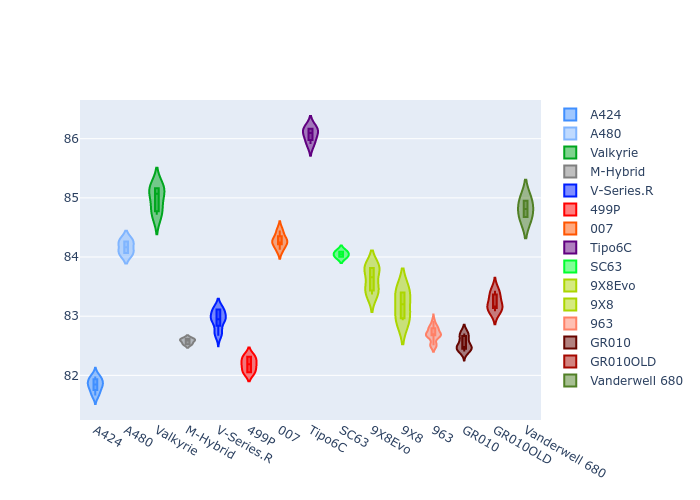 86
85
84
83
82
A424
A480
Valkyrie
M-Hybrid
V-Series.R
499P
007
Tipo6C
SC63
9X8Evo
9X8
963
GR010
GR010OLD
Vanderwell 680
A424
A480
Valkyrie
M-Hybrid
V-Series.R
499P
007
Tipo6C
SC63
9X8Evo
9X8
963
GR010
GR010OLD
Vanderwell 680